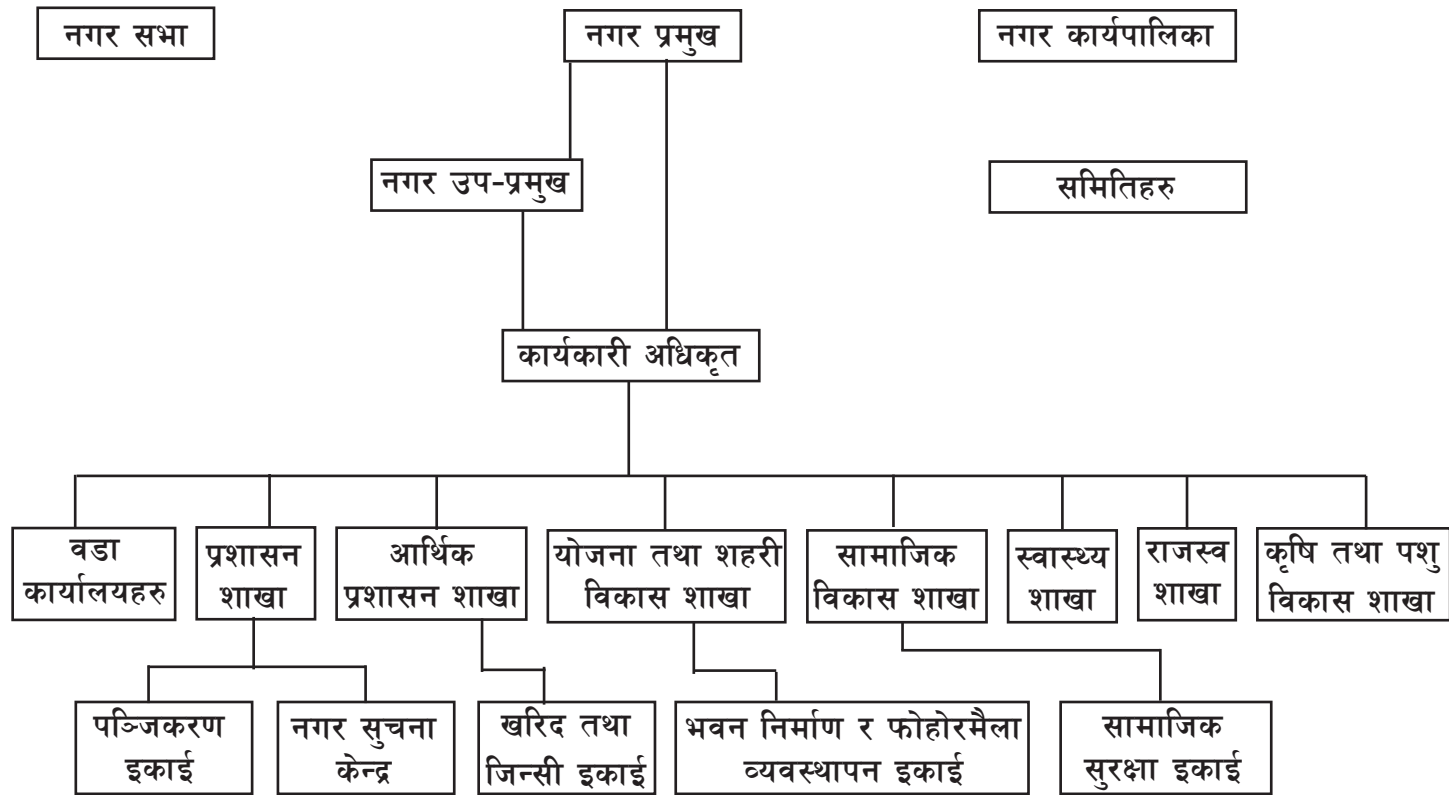 नगर सभा
नगर प्रमुख
नगर कार्यपालिका
नगर उप-प्रमुख
समितिहरु
कार्यकारी अधिकृत
वडा
कार्यालयहरु
प्रशासन
शाखा
आर्थिक
प्रशासन शाखा
योजना तथा शहरी
विकास शाखा
सामाजिक
विकास शाखा
स्वास्थ्य
शाखा
राजस्व
शाखा
कृषि तथा पशु
विकास शाखा
पञ्जिकरण
इकाई
नगर सुचना
केन्द्र
खरिद तथा
जिन्सी इकाई
भवन निर्माण र फोहोरमैला
व्यवस्थापन इकाई
सामाजिक
सुरक्षा इकाई